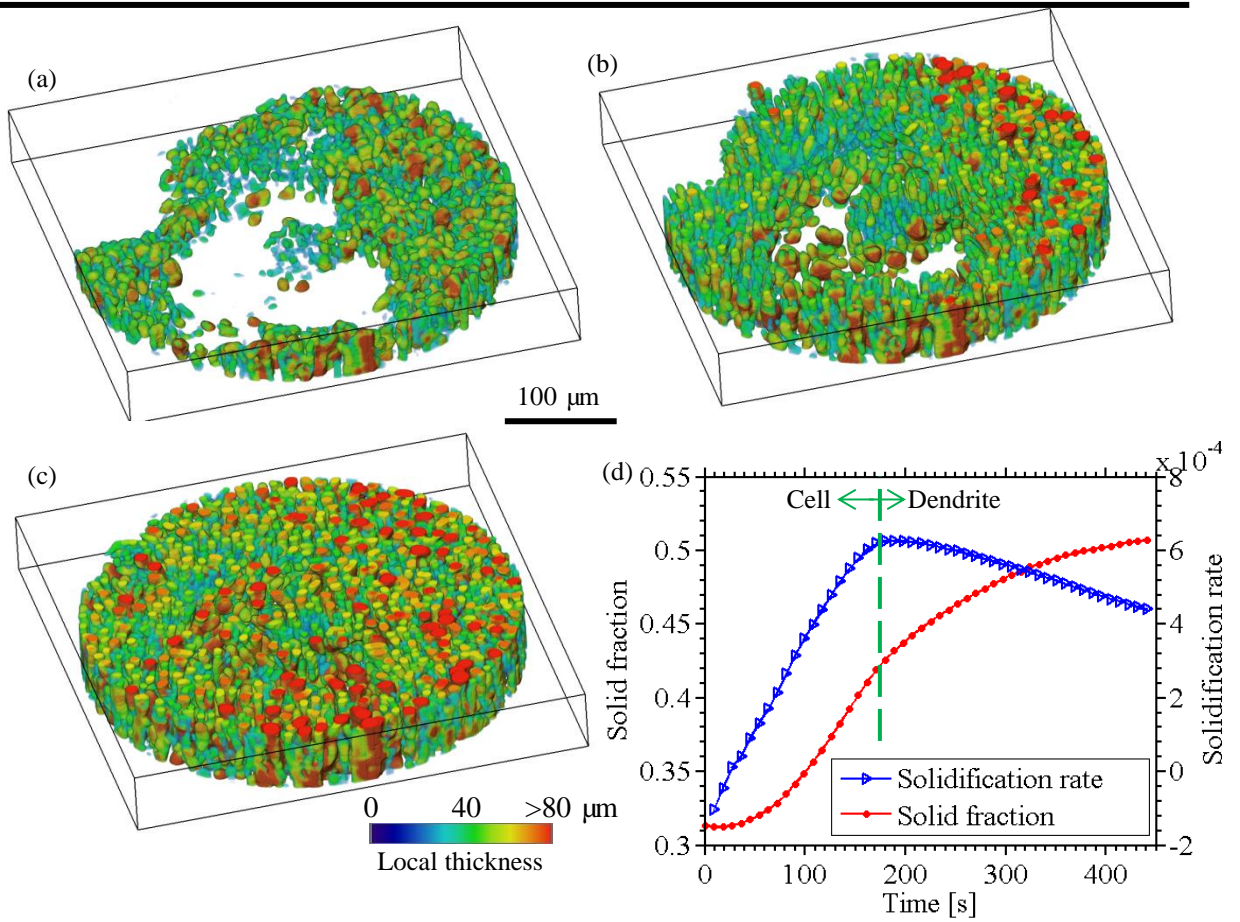 (a)
(b)
100 μm
(c)
0 40 >80 μm
Local thickness
(d)
x 10-4
Cell Dendrite
0.55
0.5
0.45
0.4
0.35
0.3
Solid fraction
8
6
4
2
0
-2
Solidification rate
Solidification rate
Solid fraction
0 100 200 300 400
Time [s]